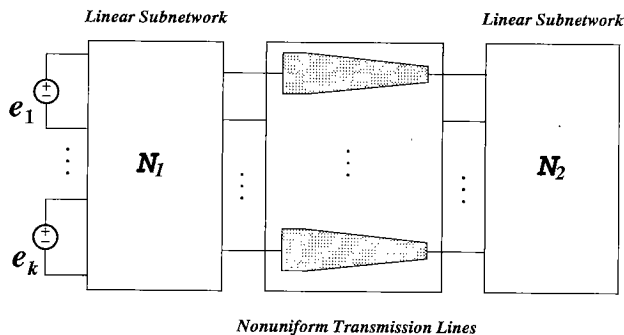 Linear Subnetwork
Linear Subnetwork
+
−
e1
N1
N2
+
−
ek
Nonuniform Transmission Lines